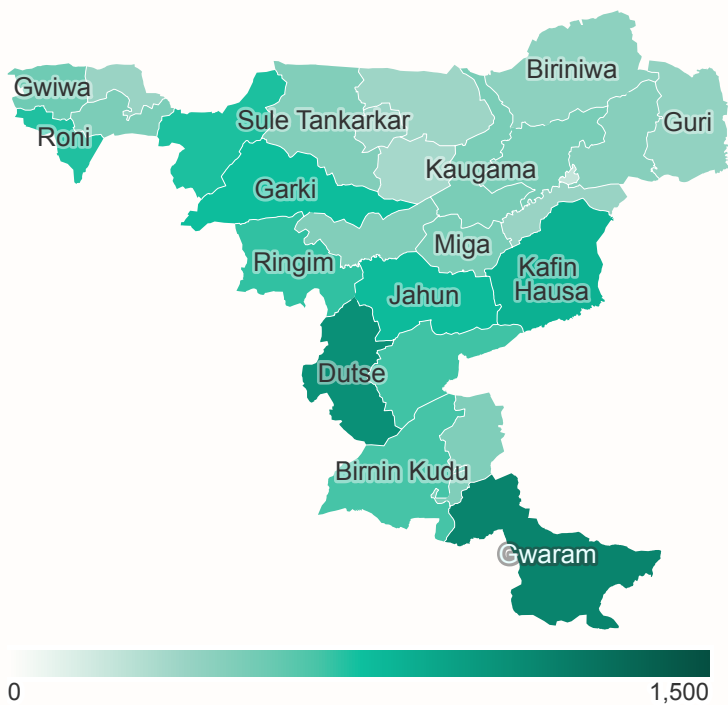 Biriniwa
Gwiwa
Sule Tankarkar
Guri
Roni
Kaugama
Garki
Miga
Ringim
Kafin
Hausa
Jahun
Dutse
Birnin Kudu
Gwaram
0
1,500